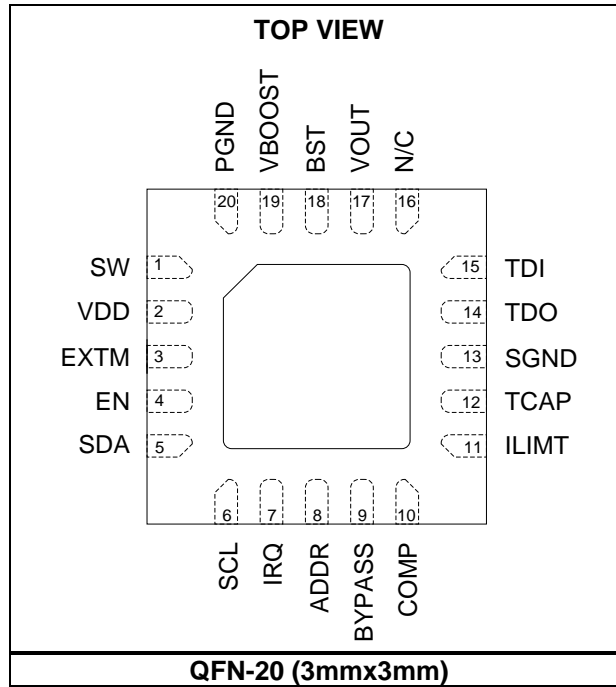 TOP VIEW
PGND
VBOOST
BST
VOUT
N/C
20
19
18
17
16
SW 1
15 TDI
VDD 2
14 TDO
EXTM 3
13 SGND
EN 4
12 TCAP
SDA 5
11 ILIMT
6
7
8
9
10
SCL
IRQ
ADDR
BYPASS
COMP
QFN-20 (3mmx3mm)